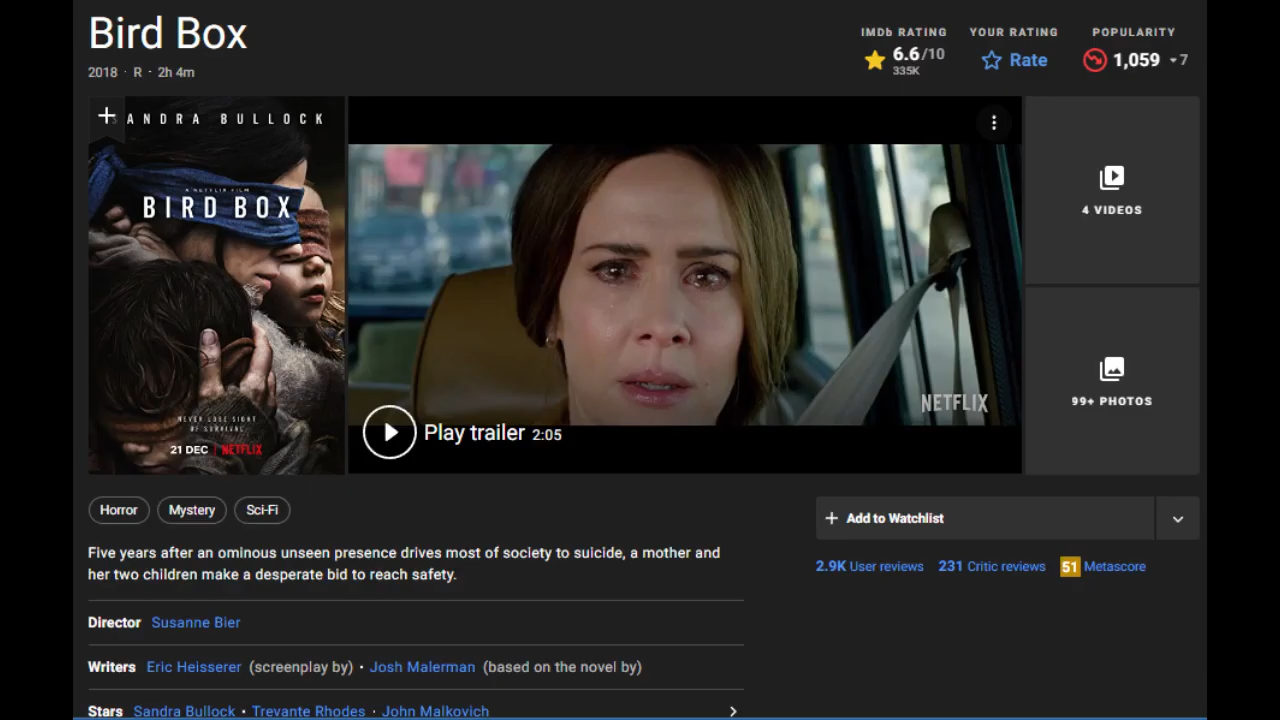 Bird Box
2018 · R · 2h 4m
IMDb RATING
6.6/10
335K
YOUR RATING
Rate
POPULARITY
1,059 7
SANDRA BULLOCK
A NETFLIX FILM
BIRD BOX
NEVER LOSE SIGHT
OF SURVIVAL
21 DEC | NETFLIX
NETFLIX
Play trailer 2:05
4 VIDEOS
99+ PHOTOS
Horror
Mystery
Sci-Fi
Five years after an ominous unseen presence drives most of society to suicide, a mother and
her two children make a desperate bid to reach safety.
Director Susanne Bier
Writers Eric Heisserer (screenplay by) • Josh Malerman (based on the novel by)
Stars Sandra Bullock • Trevante Rhodes · John Malkovich
+ Add to Watchlist
2.9K User reviews 231 Critic reviews 51 Metascore